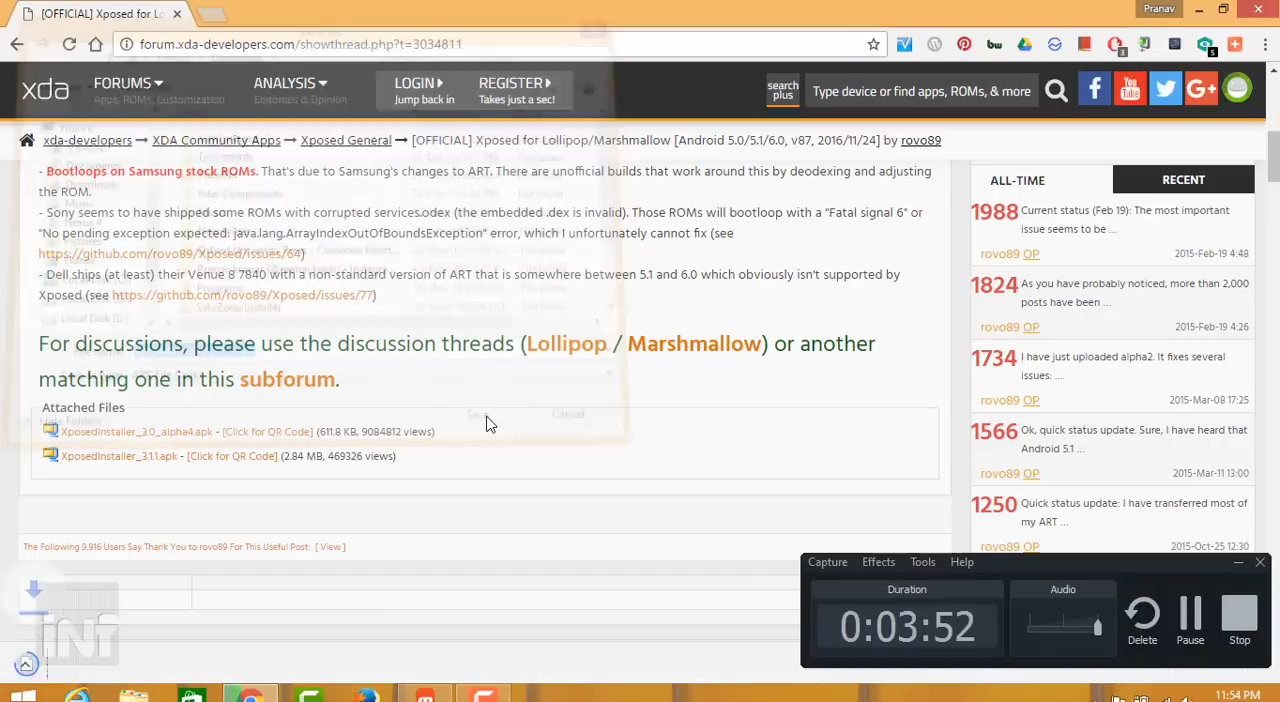 [OFFICIAL] Xposed for Lo
Pranav
forum.xda-developers.com/showthread.php?t=3034811
bw
3
5
xda
FORUMS
Apps, ROMs, Customization
ANALYSIS
Editorials & Opinion
LOGIN
Jump back in
REGISTER
Takes just a sec!
search
plus
Type device or find apps, ROMs, & more
xda-developers → XDA Community Apps → Xposed General → [OFFICIAL] Xposed for Lollipop/Marshmallow [Android 5.0/5.1/6.0, v87, 2016/11/24] by rovo89
- Bootloops on Samsung stock ROMs. That's due to Samsung's changes to ART. There are unofficial builds that work around this by deodexing and adjusting
the ROM.
- Sony seems to have shipped some ROMs with corrupted services.odex (the embedded .dex is invalid). Those ROMs will bootloop with a "Fatal signal 6" or
"No pending exception expected: java.lang.ArrayIndexOutOfBoundsException" error, which I unfortunately cannot fix (see
https://github.com/rovo89/Xposed/issues/64)
- Dell ships (at least) their Venue 8 7840 with a non-standard version of ART that is somewhere between 5.1 and 6.0 which obviously isn't supported by
Xposed (see https://github.com/rovo89/Xposed/issues/77)
For discussions, please use the discussion threads (Lollipop / Marshmallow) or another
matching one in this subforum.
Attached Files
XposedInstaller_3.0_alpha4.apk - [Click for QR Code] (611.8 KB, 9084812 views)
XposedInstaller_3.1.1.apk - [Click for QR Code] (2.84 MB, 469326 views)
Cancel
The Following 9,916 Users Say Thank You to rovo89 For This Useful Post: [ View ]
ALL-TIME
RECENT
1988 Current status (Feb 19): The most important
issue seems to be ...
rovo89 OP 2015-Feb-19 4:48
1824 As you have probably noticed, more than 2,000
posts have been ...
rovo89 OP 2015-Feb-19 4:26
1734 I have just uploaded alpha2. It fixes several
issues: ...
rovo89 OP 2015-Mar-08 17:25
1566 Ok, quick status update. Sure, I have heard that
Android 5.1 ...
rovo89 OP 2015-Mar-11 13:00
1250 Quick status update: I have transferred most of
my ART ...
rovo89 OP 2015-Oct-25 12:30
Capture Effects Tools Help
Duration
0:03:52
Audio
Delete
Pause
Stop
INT
11:54 PM